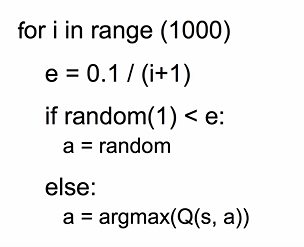 for i in range (1000)
e = 0.1 / (i+1)
if random(1) < e:
a = random
else:
a = argmax(Q(s, a))